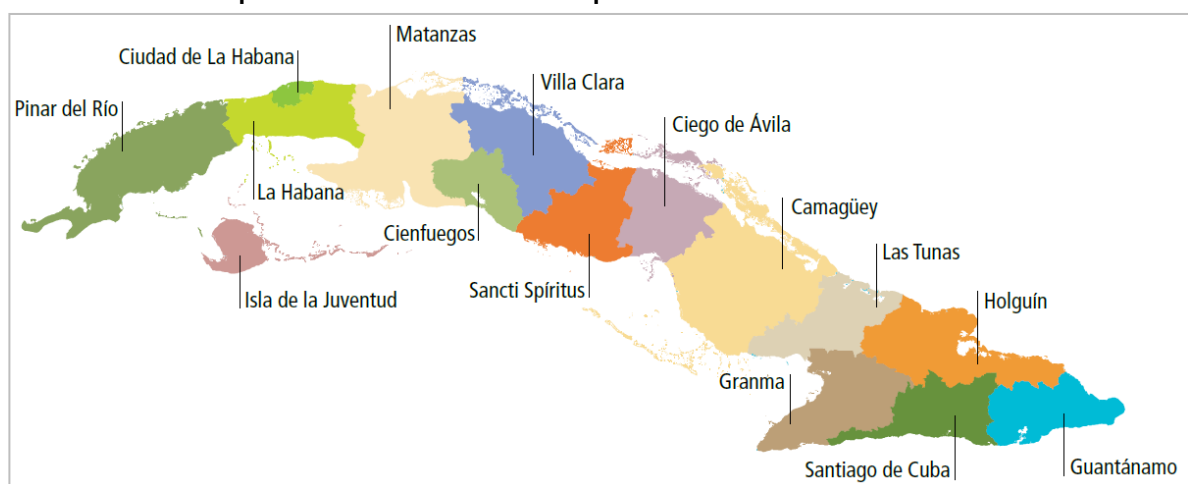 Matanzas
Ciudad de La Habana
Villa Clara
Pinar del Río
Ciego de Ávila
La Habana
Camagüey
Cienfuegos
Las Tunas
Sancti Spíritus
Isla de la Juventud
Holguín
Granma
Santiago de Cuba
Guantánamo